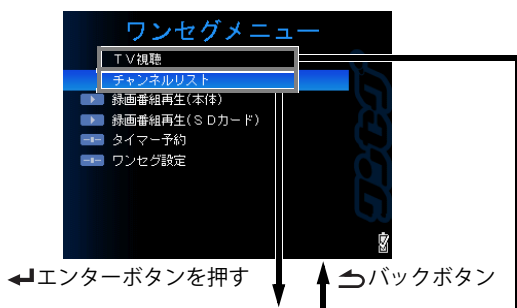 ワンセグメニュー
TV視聴
チャンネルリスト
録画番組再生(本体)
録画番組再生(SDカード)
タイマー予約
ワンセグ設定
エンターボタンを押す
バックボタン